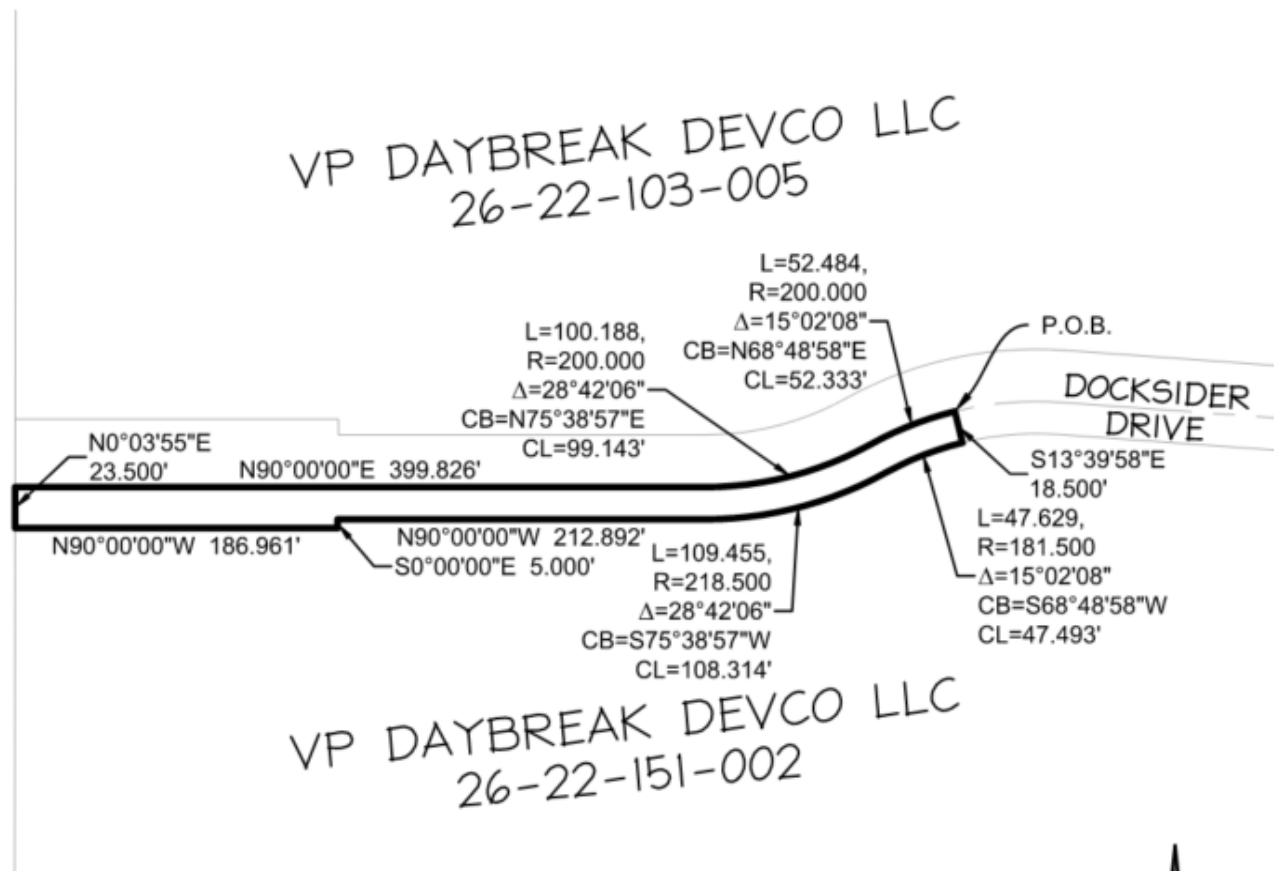 VP DAYBREAK DEVCO LLC
26-22-103-005
L=52.484,
R=200.000
Δ=15°02'08"
CB=N68°48'58"E
CL=52.333'
P.O.B.
L=100.188,
R=200.000
Δ=28°42'06"
CB=N75°38'57"E
CL=99.143'
DOCKSIDER
DRIVE
N0°03'55"E
23.500'
N90°00'00"E 399.826'
S13°39'58"E
18.500'
N90°00'00"W 186.961'
N90°00'00"W 212.892'
S0°00'00"E 5.000'
L=109.455,
R=218.500
Δ=28°42'06"
CB=S75°38'57"W
CL=108.314'
L=47.629,
R=181.500
Δ=15°02'08"
CB=S68°48'58"W
CL=47.493'
VP DAYBREAK DEVCO LLC
26-22-151-002